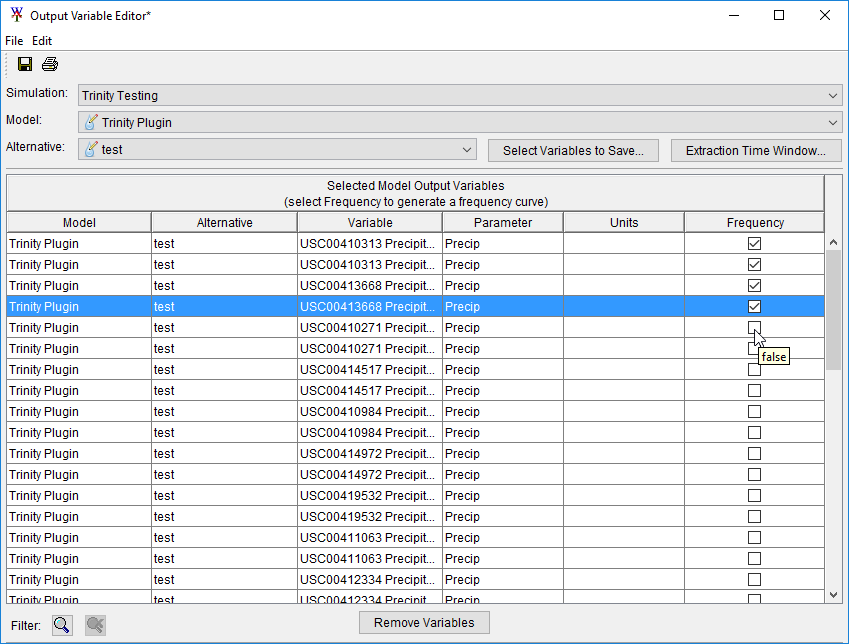 Output Variable Editor*
File Edit
Simulation: Trinity Testing
Model: Trinity Plugin
Alternative: test Select Variables to Save... Extraction Time Window...
Selected Model Output Variables
(select Frequency to generate a frequency curve)
Model Alternative Variable Parameter Units Frequency
Trinity Plugin test USC00410313 Precipit... Precip
Trinity Plugin test USC00410313 Precipit... Precip
Trinity Plugin test USC00413668 Precipit... Precip
Trinity Plugin test USC00413668 Precipit... Precip
Trinity Plugin test USC00410271 Precipit... Precip
Trinity Plugin test USC00410271 Precipit... Precip
false
Trinity Plugin test USC00414517 Precipit... Precip
Trinity Plugin test USC00414517 Precipit... Precip
Trinity Plugin test USC00410984 Precipit... Precip
Trinity Plugin test USC00410984 Precipit... Precip
Trinity Plugin test USC00414972 Precipit... Precip
Trinity Plugin test USC00414972 Precipit... Precip
Trinity Plugin test USC00419532 Precipit... Precip
Trinity Plugin test USC00419532 Precipit... Precip
Trinity Plugin test USC00411063 Precipit... Precip
Trinity Plugin test USC00411063 Precipit... Precip
Trinity Plugin test USC00412334 Precipit... Precip
Trinity Plugin test USC00412334 Precipit... Precip
Filter: Remove Variables